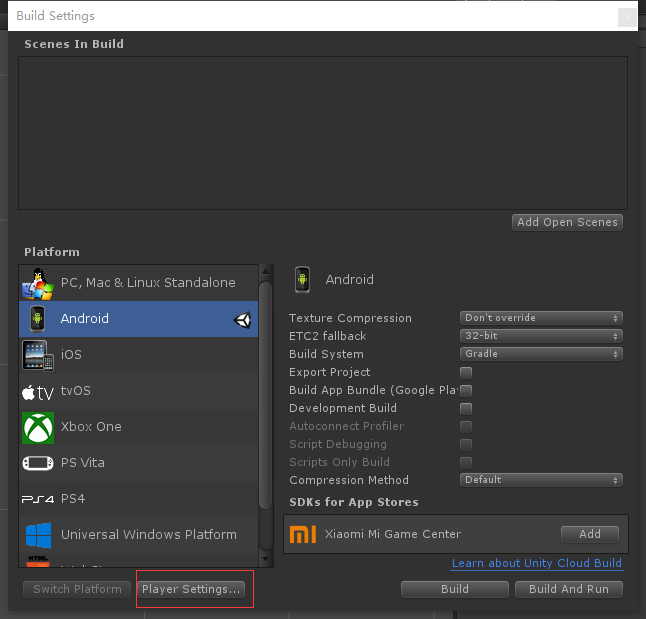 Build Settings
Scenes In Build
Add Open Scenes
Platform
PC, Mac & Linux Standalone
Android
iOS
tvOS
Xbox One
PS Vita
PS4
Universal Windows Platform
HTML
Android
Texture Compression Don't override
ETC2 fallback 32-bit
Build System Gradle
Export Project
Build App Bundle (Google Pla
Development Build
Autoconnect Profiler
Script Debugging
Scripts Only Build
Compression Method Default
SDKs for App Stores
Xiaomi Mi Game Center Add
Learn about Unity Cloud Build
Switch Platform Player Settings... Build Build And Run